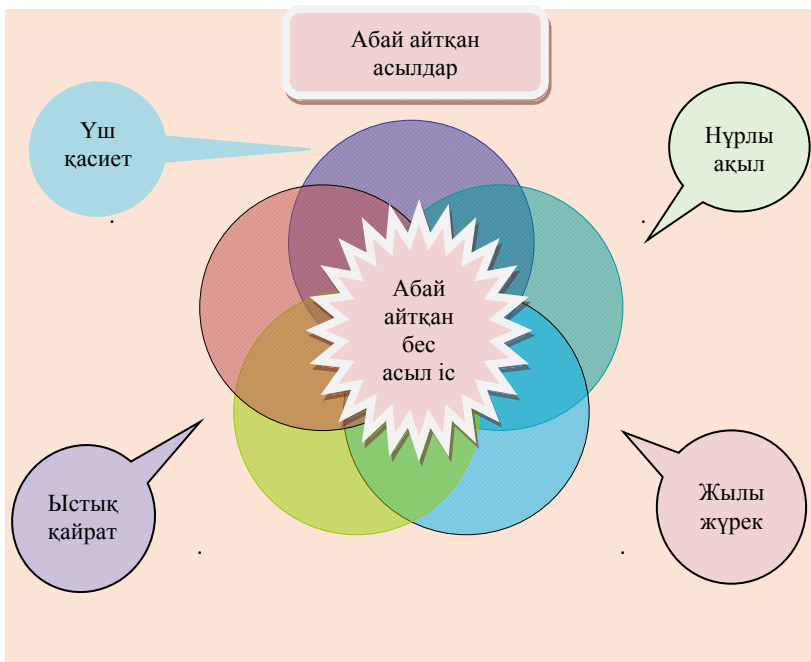 Абай айтқан
асылдар
Үш
қасиет
Нұрлы
ақыл
Абай
айтқан
бес
асыл іс
Ыстық
қайрат
Жылы
жүрек